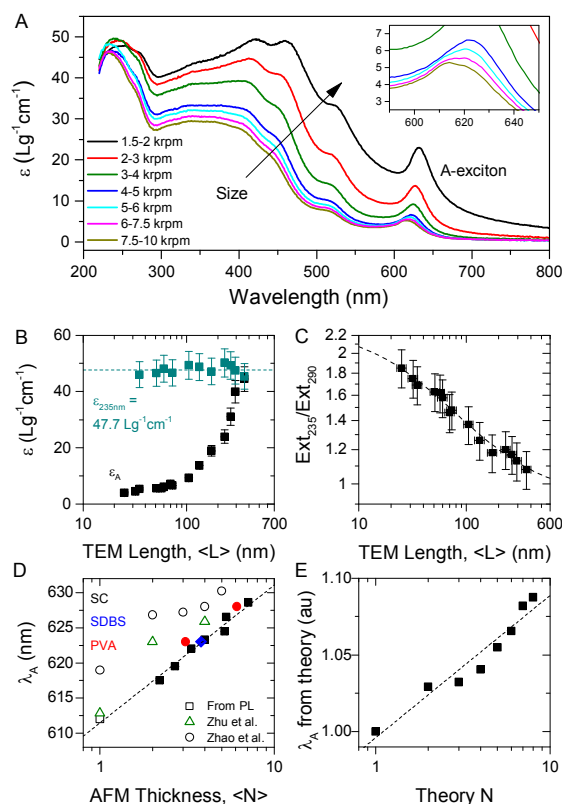 A
ε (Lg⁻¹cm⁻¹)
50
40
30
20
10
0
200
300
400
500
600
700
800
Wavelength (nm)
1.5-2 krpm
2-3 krpm
3-4 krpm
4-5 krpm
5-6 krpm
6-7.5 krpm
7.5-10 krpm
Size
A-exciton
7
6
5
4
3
600
620
640
B
ε (Lg⁻¹cm⁻¹)
60
40
20
0
10
100
700
TEM Length, <L> (nm)
ε235nm =
47.7 Lg⁻¹cm⁻¹
εA
C
Ext235/Ext290
2.2
2
1.8
1.6
1.4
1.2
1
10
100
600
TEM Length, <L> (nm)
D
λA (nm)
630
625
620
615
610
SC
SDBS
PVA
From PL
Zhu et al.
Zhao et al.
1
10
AFM Thickness, <N>
E
λA from theory (au)
1.10
1.05
1.00
1
10
Theory N